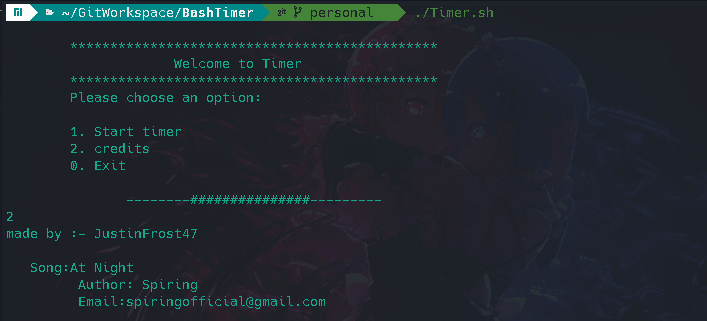 ~/GitWorkspace/BashTimer personal ./Timer.sh
**********************************************
Welcome to Timer
**********************************************
Please choose an option:
1. Start timer
2. credits
0. Exit
--------###############---------
2
made by :- JustinFrost47
Song:At Night
Author: Spiring
Email:spiringofficial@gmail.com